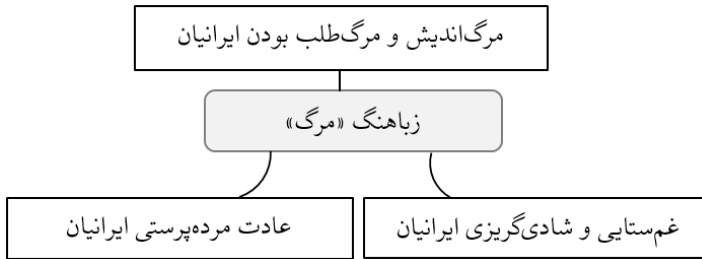 مرگ‌اندیش و مرگ‌طلب بودن ایرانیان
زباهنگ «مرگ»
غم‌ستایی و شادی‌گریزی ایرانیان
عادت مرده‌پرستی ایرانیان